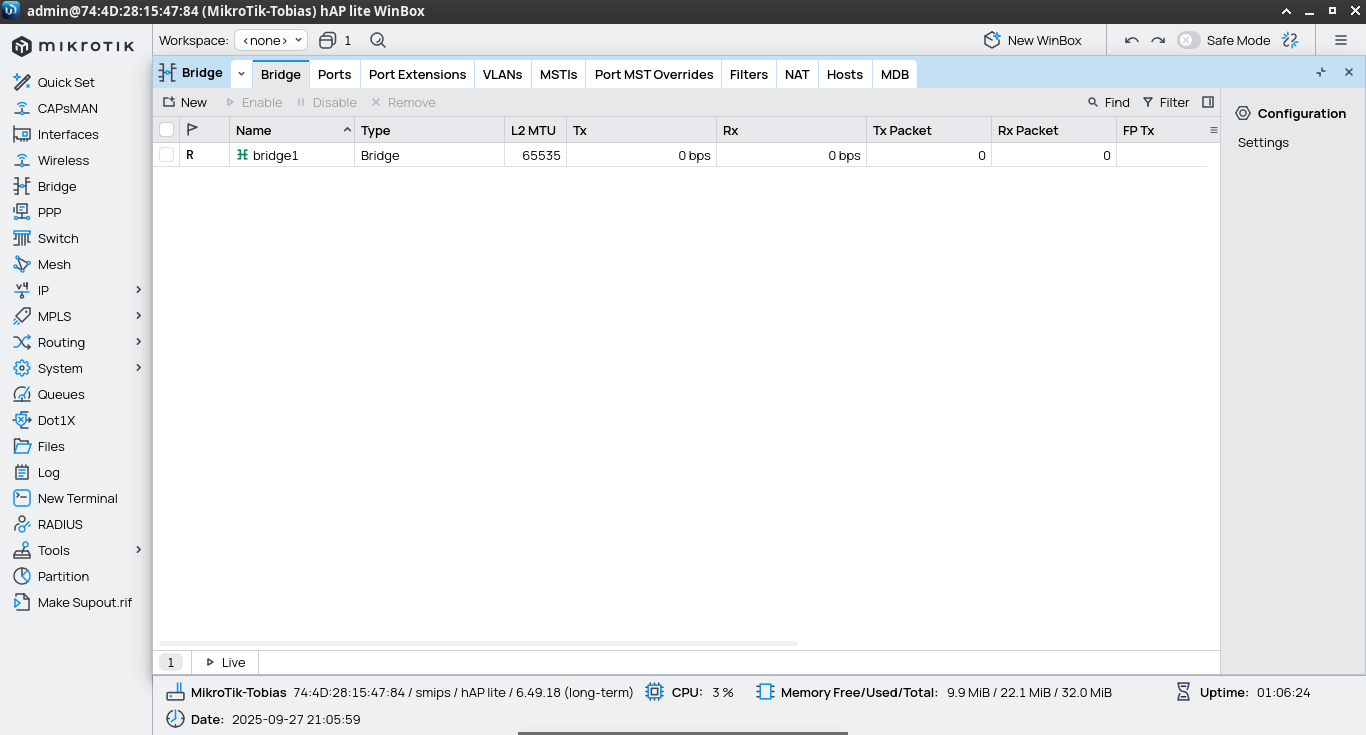 admin@74:4D:28:15:47:84 (MikroTik-Tobias) hAP lite WinBox
MIKROTIK
Workspace: <none> 1 New WinBox Safe Mode
Quick Set
CAPsMAN
Interfaces
Wireless
Bridge
PPP
Switch
Mesh
IP
MPLS
Routing
System
Queues
Dot1X
Files
Log
New Terminal
RADIUS
Tools
Partition
Make Supout.rif
Bridge Bridge Ports Port Extensions VLANs MSTIs Port MST Overrides Filters NAT Hosts MDB
New Enable Disable Remove Find Filter
Name Type L2 MTU Tx Rx Tx Packet Rx Packet FP Tx
R bridge1 Bridge 65535 0 bps 0 bps 0 0
Configuration
Settings
1 Live
MikroTik-Tobias 74:4D:28:15:47:84 / smips / hAP lite / 6.49.18 (long-term) CPU: 3 % Memory Free/Used/Total: 9.9 MiB / 22.1 MiB / 32.0 MiB Uptime: 01:06:24
Date: 2025-09-27 21:05:59